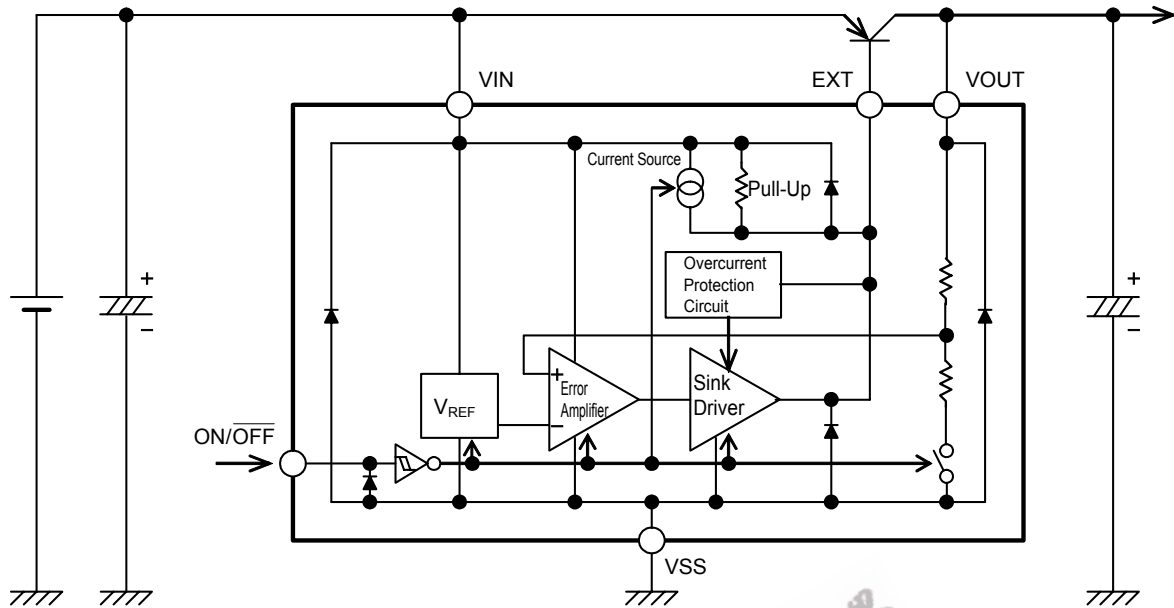 VIN
EXT
VOUT
Current Source
Pull-Up
Overcurrent
Protection
Circuit
+
−
+
−
+
Error
Amplifier
−
Sink
Driver
VREF
ON/OFF
VSS